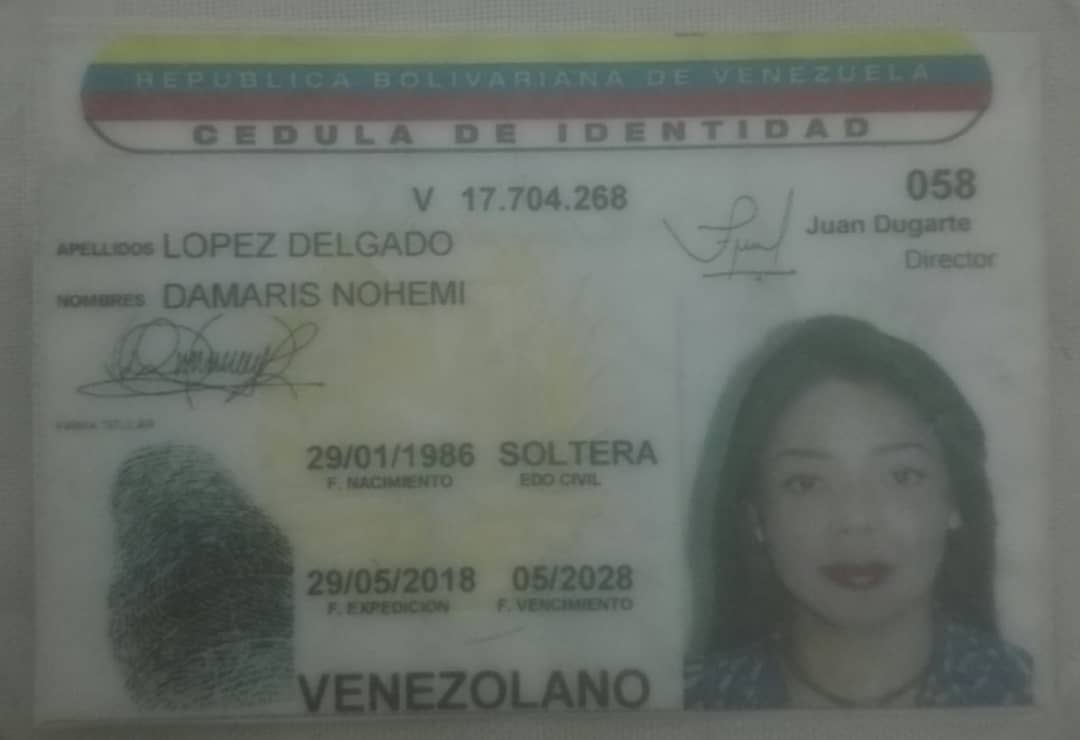 REPUBLICA BOLIVARIANA DE VENEZUELA
CEDULA DE IDENTIDAD
V 17.704.268
058
Juan Dugarte
Director
APELLIDOS LOPEZ DELGADO
NOMBRES DAMARIS NOHEMI
FIRMA TITULAR
29/01/1986 SOLTERA
F. NACIMIENTO EDO CIVIL
29/05/2018 05/2028
F. EXPEDICION F. VENCIMIENTO
VENEZOLANO